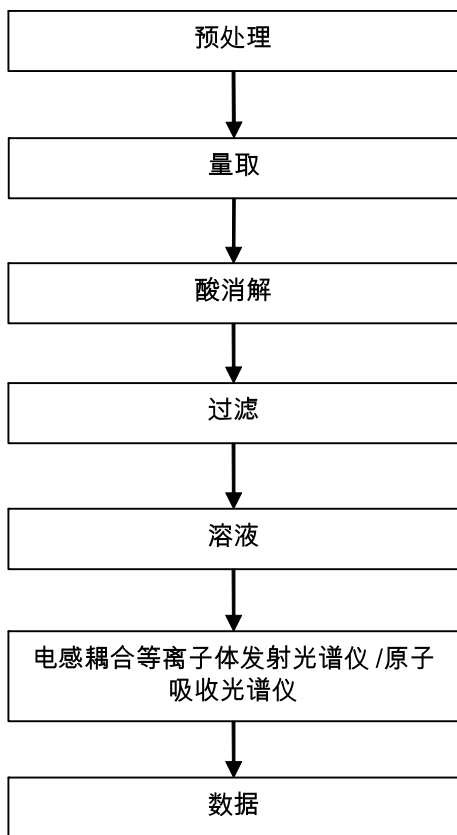 预处理
量取
酸消解
过滤
溶液
电感耦合等离子体发射光谱仪 /原子
吸收光谱仪
数据